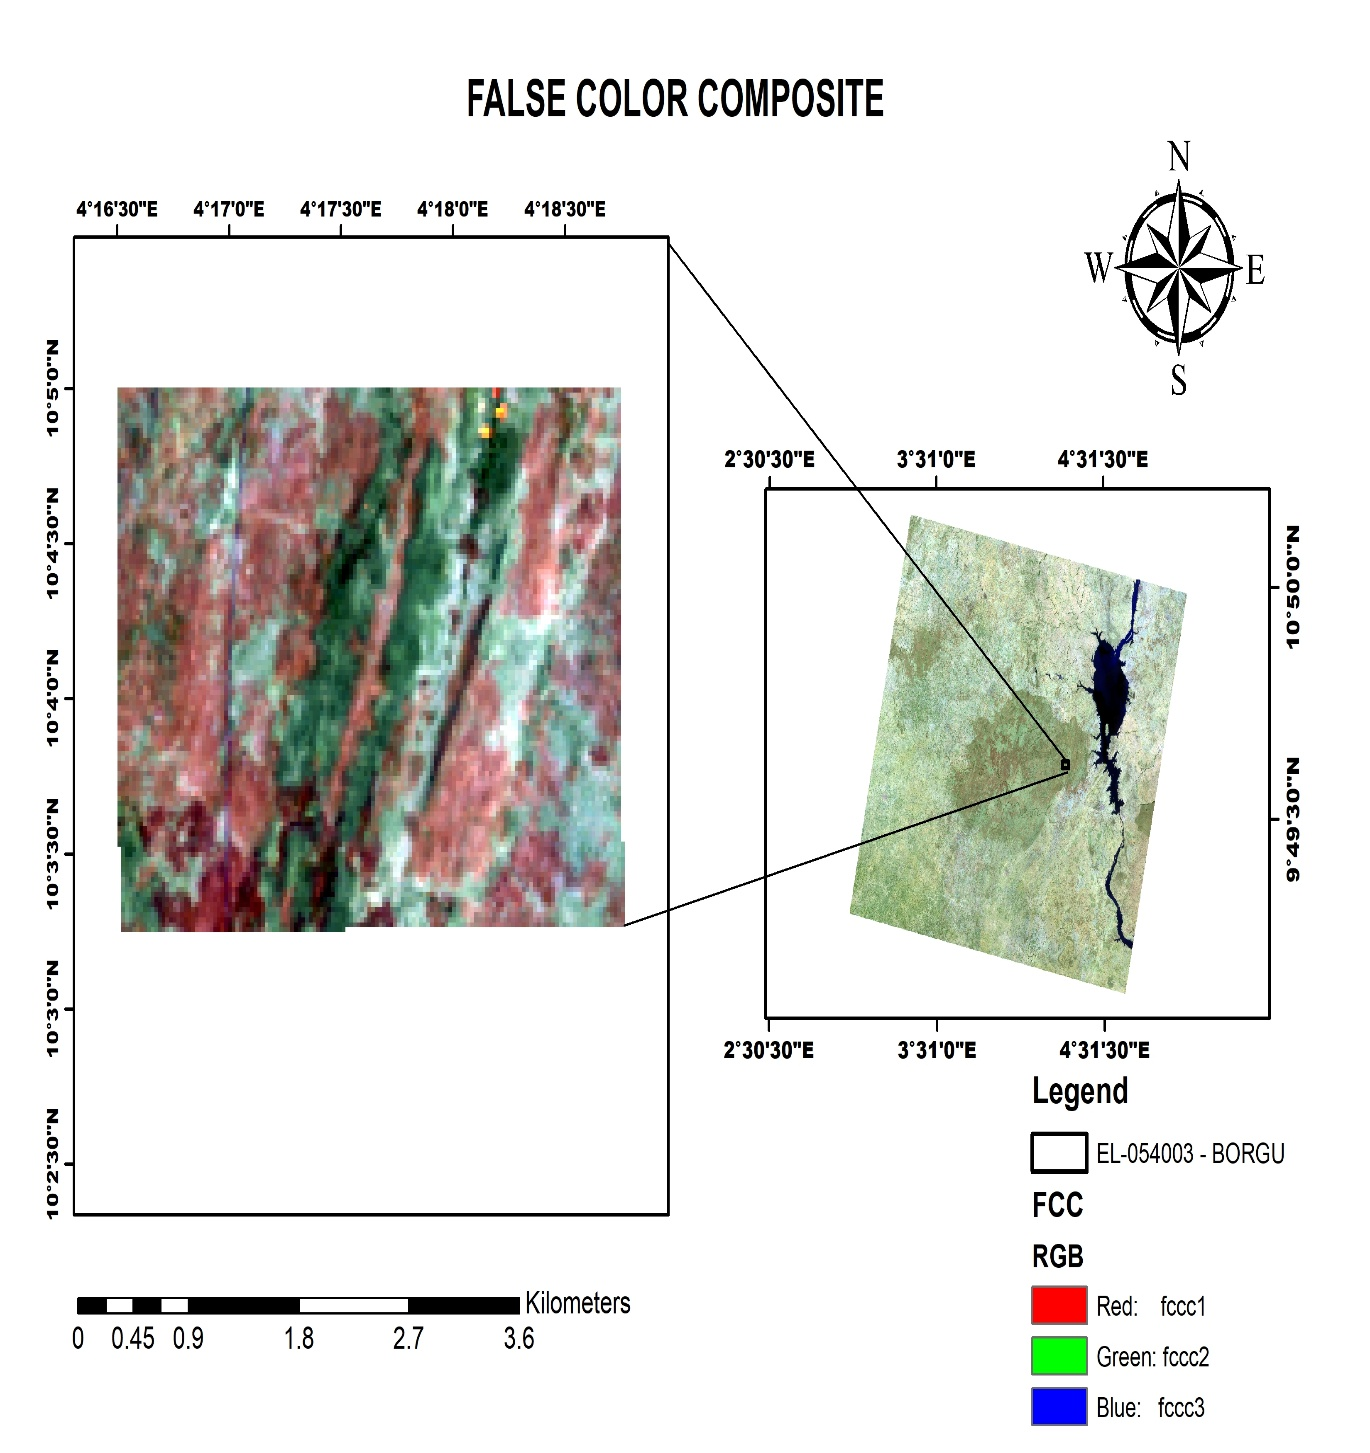 FALSE COLOR COMPOSITE
N
W E
S
4°16'30"E 4°17'0"E 4°17'30"E 4°18'0"E 4°18'30"E
10°5'0"N
10°4'30"N
10°4'0"N
10°3'30"N
10°3'0"N
10°2'30"N
2°30'30"E 3°31'0"E 4°31'30"E
10°50'0"N
9°49'30"N
2°30'30"E 3°31'0"E 4°31'30"E
Legend
EL-054003 - BORGU
FCC
RGB
Red: fccc1
Green: fccc2
Blue: fccc3
Kilometers
0 0.45 0.9 1.8 2.7 3.6